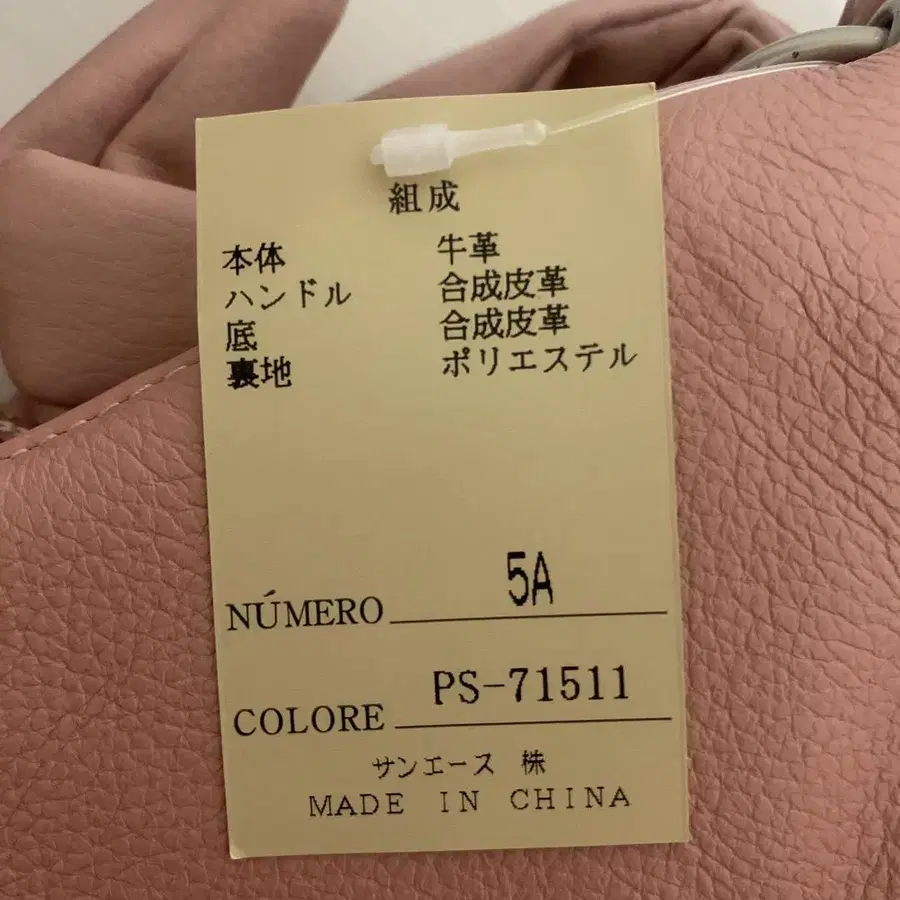 組成
本体 牛革
ハンドル 合成皮革
底 合成皮革
裏地 ポリエステル
NÚMERO 5A
COLORE PS-71511
サンエース 株
MADE IN CHINA